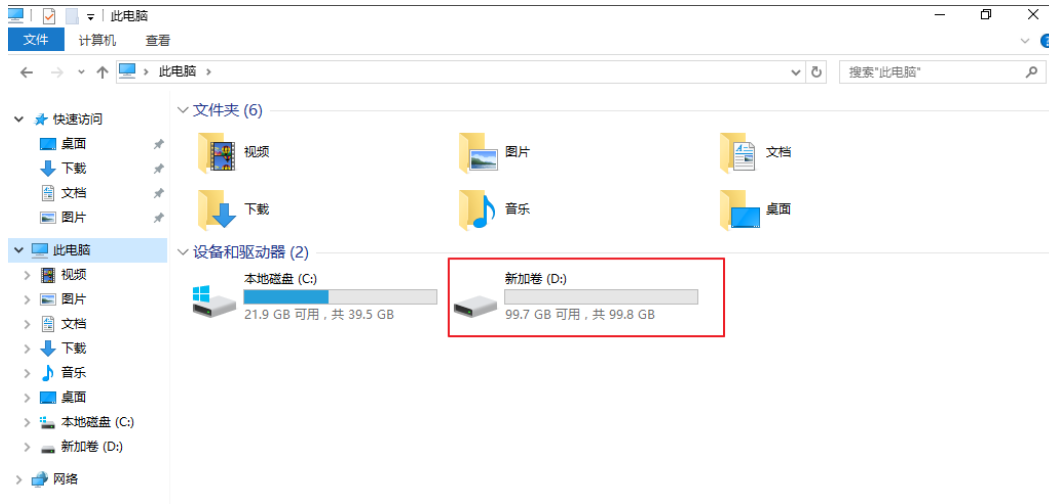 此电脑
文件 计算机 查看
此电脑
搜索"此电脑"
快速访问
桌面
下载
文档
图片
此电脑
视频
图片
文档
下载
音乐
桌面
本地磁盘 (C:)
新加卷 (D:)
网络
文件夹 (6)
视频 图片 文档
下载 音乐 桌面
设备和驱动器 (2)
本地磁盘 (C:)
21.9 GB 可用，共 39.5 GB
新加卷 (D:)
99.7 GB 可用，共 99.8 GB